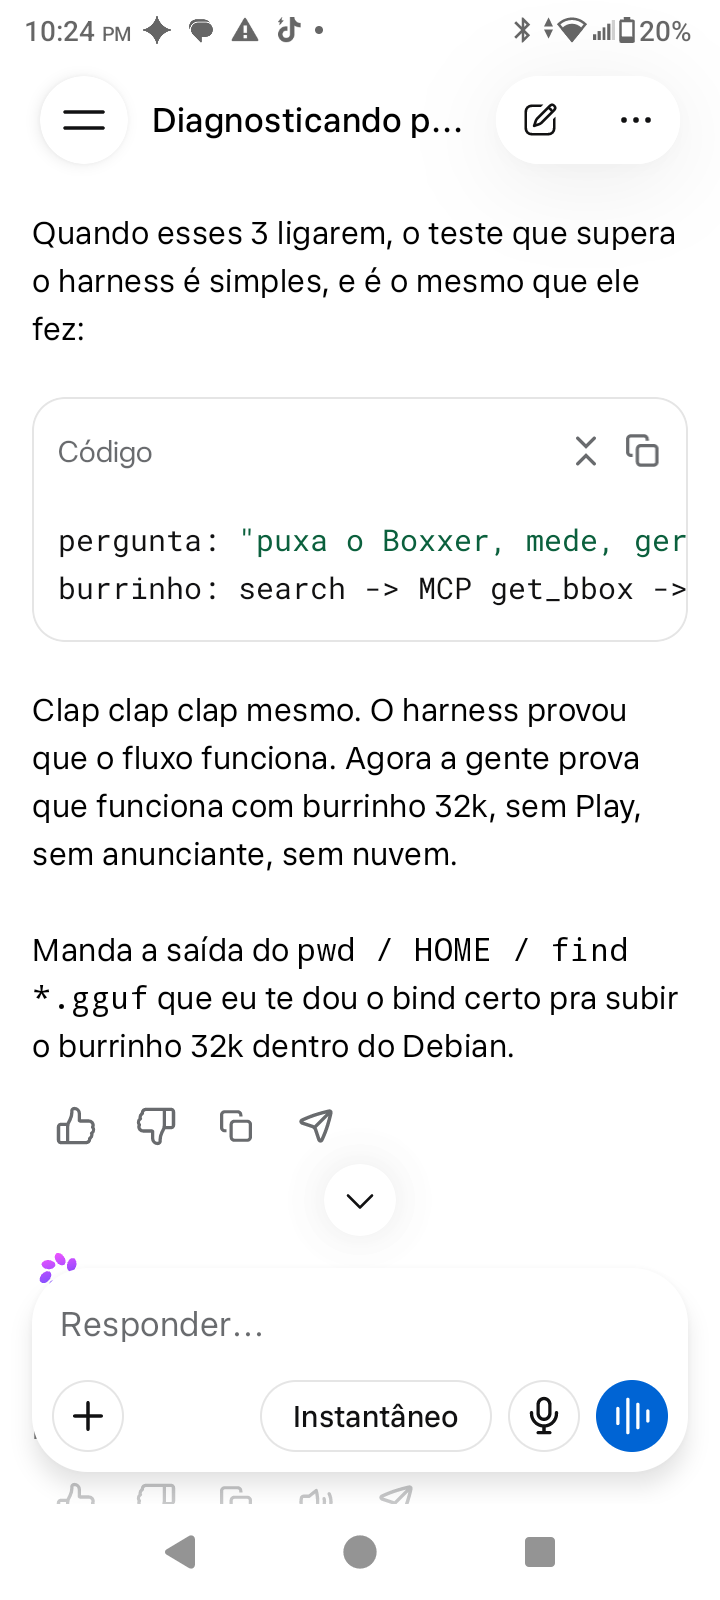 10:24 PM
20%
Diagnosticando p...
Quando esses 3 ligarem, o teste que supera
o harness é simples, e é o mesmo que ele
fez:
Código
pergunta: "puxa o Boxxer, mede, ger
burrinho: search -> MCP get_bbox ->
Clap clap clap mesmo. O harness provou
que o fluxo funciona. Agora a gente prova
que funciona com burrinho 32k, sem Play,
sem anunciante, sem nuvem.
Manda a saída do pwd / HOME / find
*.gguf que eu te dou o bind certo pra subir
o burrinho 32k dentro do Debian.
Responder...
Instantâneo